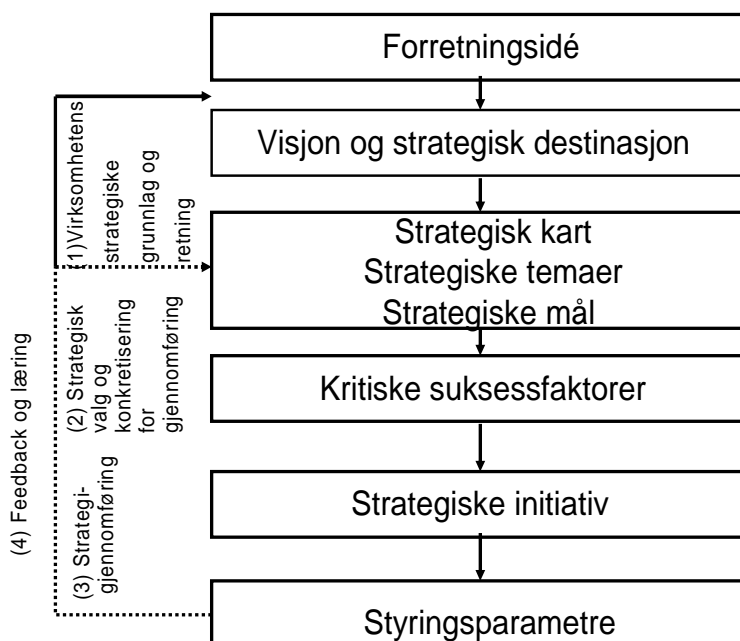 Forretningsidé
Visjon og strategisk destinasjon
Strategisk kart
Strategiske temaer
Strategiske mål
Kritiske suksessfaktorer
Strategiske initiativ
Styringsparametre
(1)Virksomhetens
strategiske
grunnlag og
retning
(2) Strategisk
valg og
konkretisering
for
gjennomføring
(3) Strategi-
gjennomføring
(4) Feedback og læring